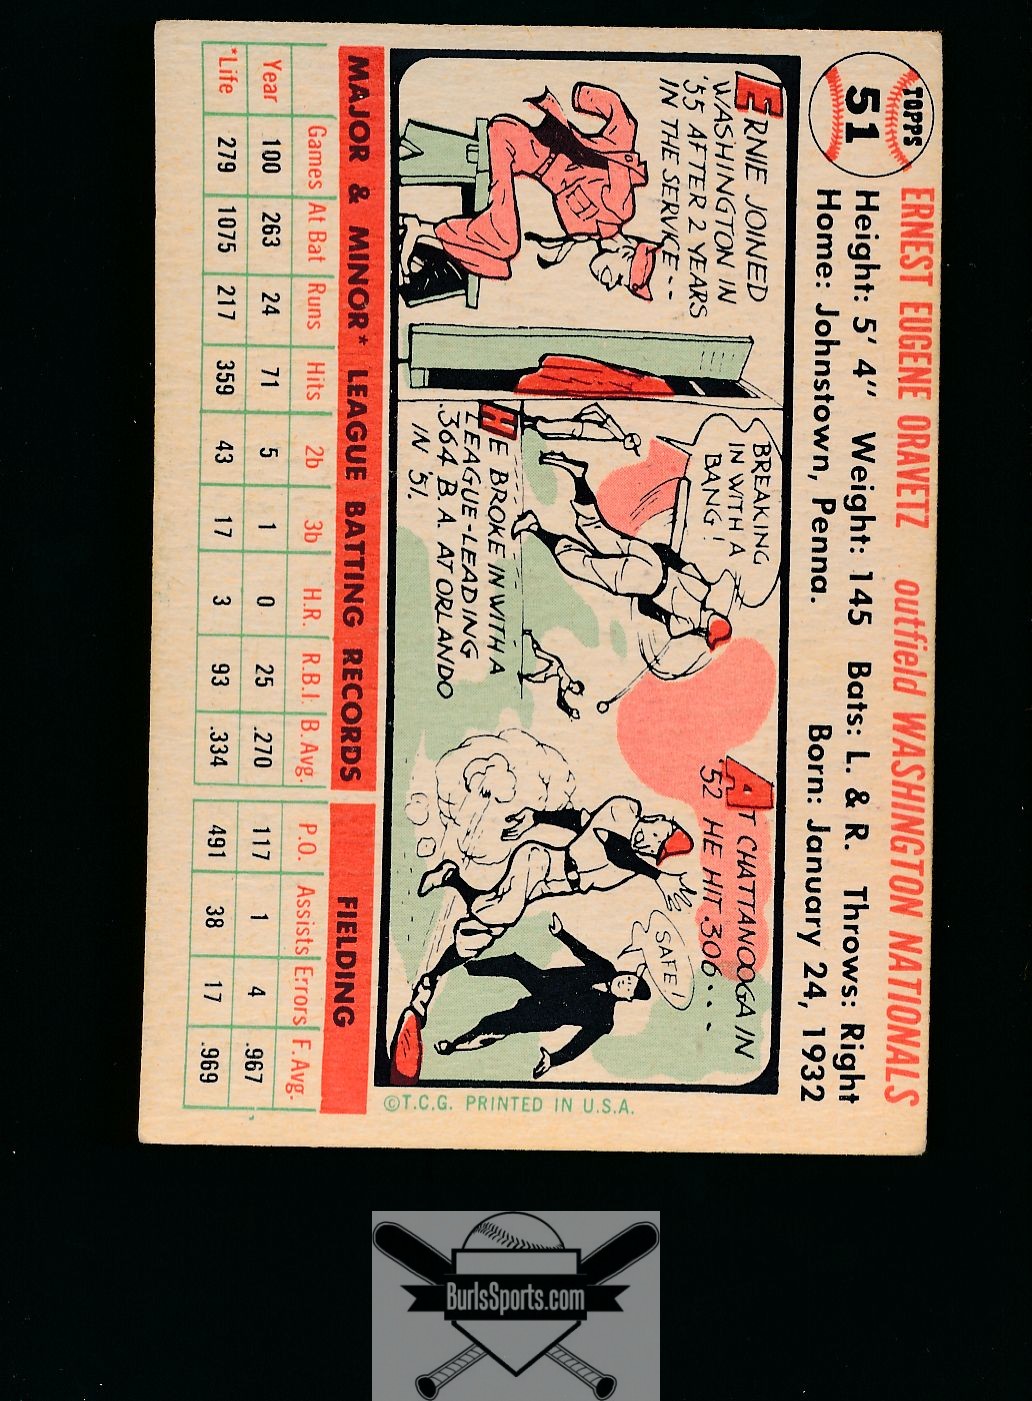 TOPPS
51
ERNEST EUGENE ORAVETZ outfield WASHINGTON NATIONALS
Height: 5' 4" Weight: 145 Bats: L. & R. Throws: Right
Home: Johnstown, Penna. Born: January 24, 1932
ERNIE JOINED
WASHINGTON IN
'55 AFTER 2 YEARS
IN THE SERVICE--
BREAKING
IN WITH A
BANG!
HE BROKE IN WITH A
LEAGUE-LEADING
.364 B.A. AT ORLANDO
IN '51.
AT CHATTANOOGA IN
'52 HE HIT .306...
SAFE!
©T.C.G. PRINTED IN U.S.A.
MAJOR & MINOR* LEAGUE BATTING RECORDS FIELDING
Games At Bat Runs Hits 2b 3b H.R. R.B.I. B. Avg. P.O. Assists Errors F. Avg.
Year 100 263 24 71 5 1 0 25 .270 117 1 4 .967
*Life 279 1075 217 359 43 17 3 93 .334 491 38 17 .969
BurlsSports.com